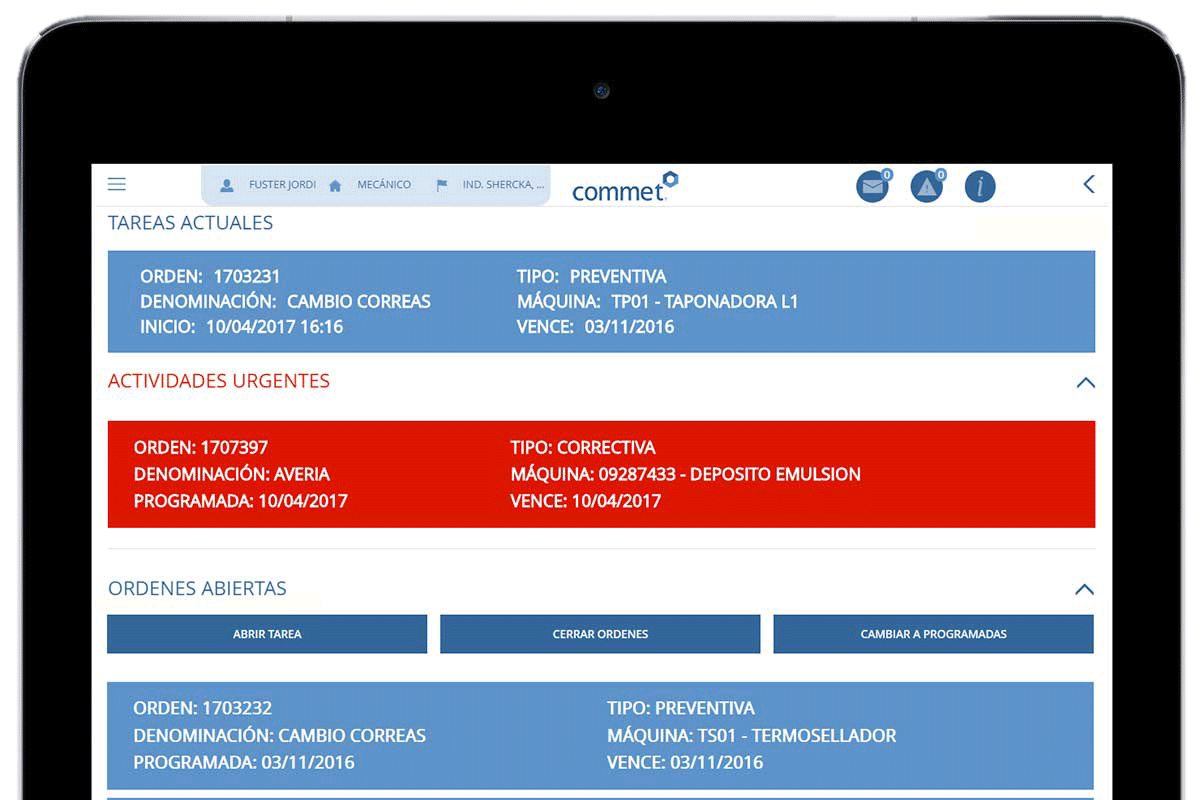 FUSTER JORDI MECÁNICO IND. SHERCKA, ... commet 0 0 i
TAREAS ACTUALES
ORDEN: 1703231 TIPO: PREVENTIVA
DENOMINACIÓN: CAMBIO CORREAS MÁQUINA: TP01 - TAPONADORA L1
INICIO: 10/04/2017 16:16 VENCE: 03/11/2016
ACTIVIDADES URGENTES
ORDEN: 1707397 TIPO: CORRECTIVA
DENOMINACIÓN: AVERIA MÁQUINA: 09287433 - DEPOSITO EMULSION
PROGRAMADA: 10/04/2017 VENCE: 10/04/2017
ORDENES ABIERTAS
ABRIR TAREA CERRAR ORDENES CAMBIAR A PROGRAMADAS
ORDEN: 1703232 TIPO: PREVENTIVA
DENOMINACIÓN: CAMBIO CORREAS MÁQUINA: TS01 - TERMOSELLADOR
PROGRAMADA: 03/11/2016 VENCE: 03/11/2016